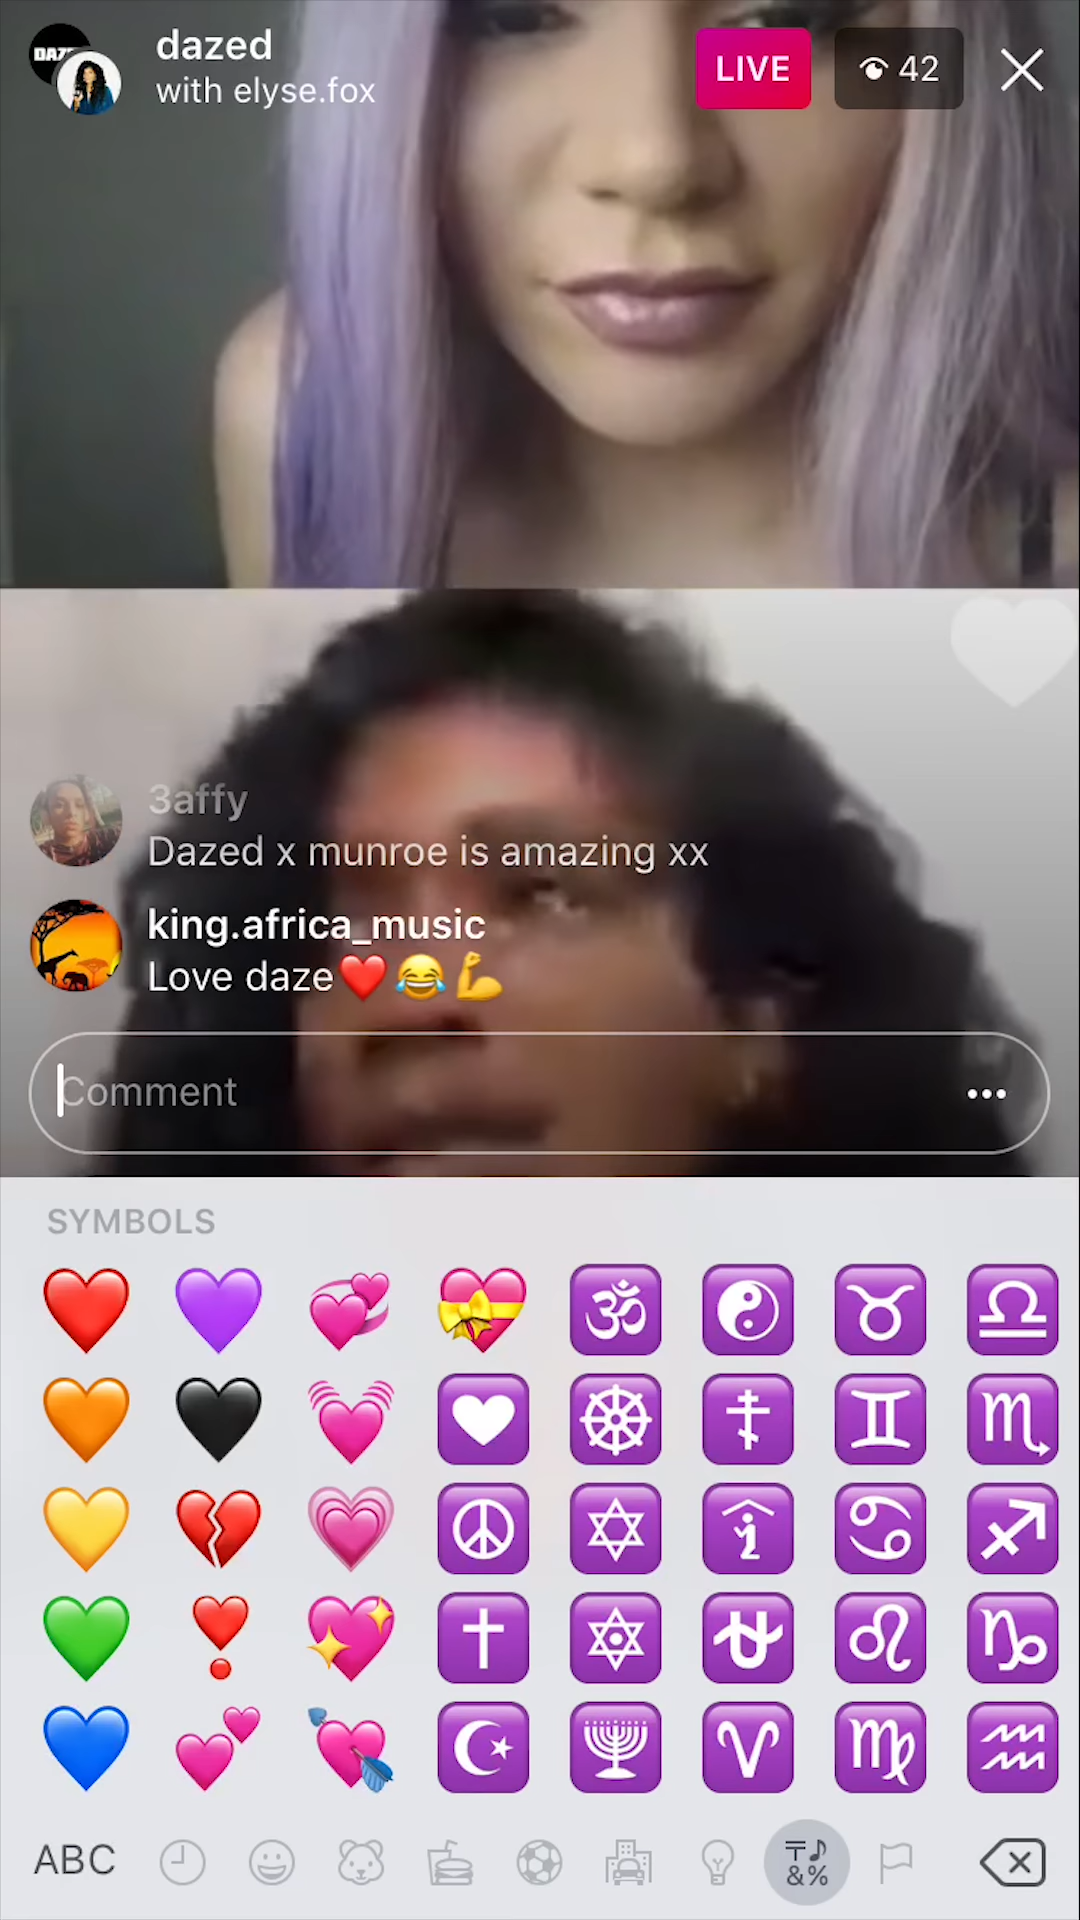 DAZE
dazed
with elyse.fox
LIVE
42
3affy
Dazed x munroe is amazing xx
king.africa_music
Love daze❤️😂💪
Comment
SYMBOLS
ABC
&%